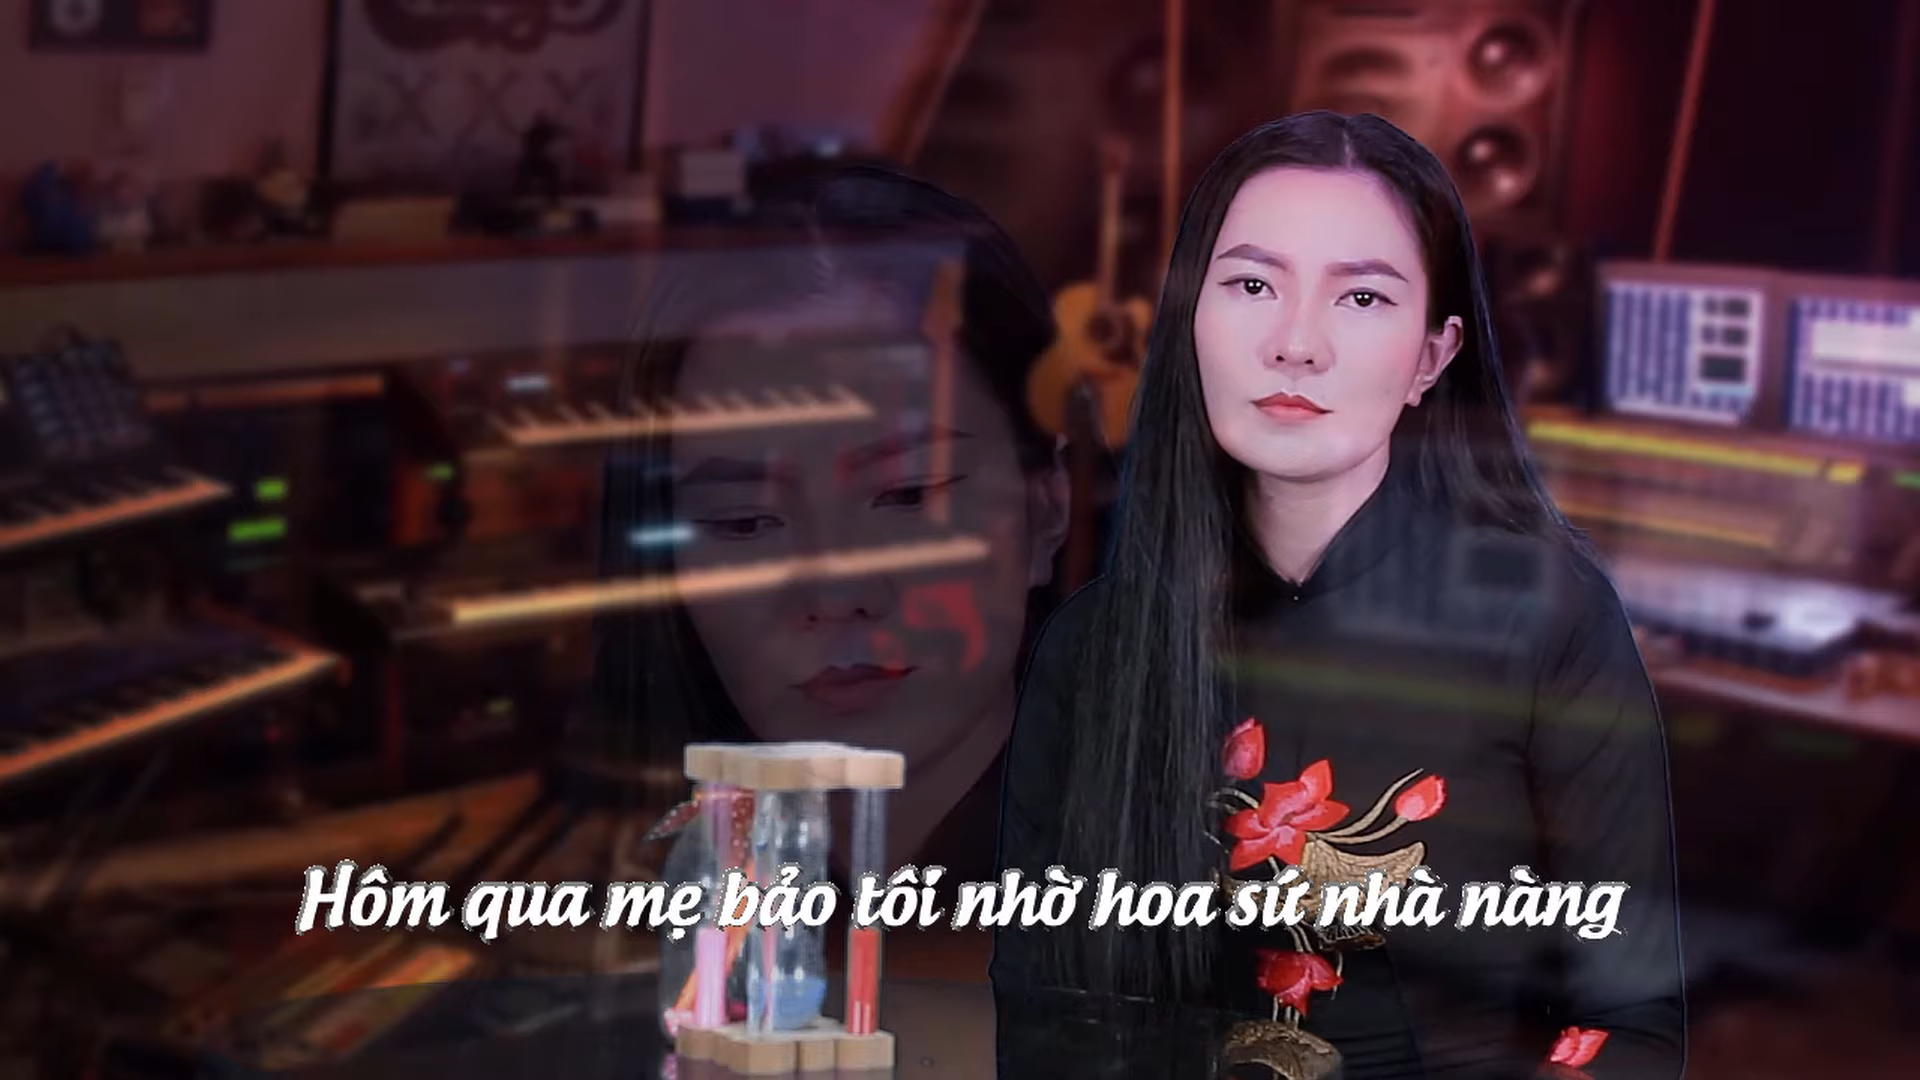 Hôm qua mẹ bảo tôi nhờ hoa sứ nhà nàng